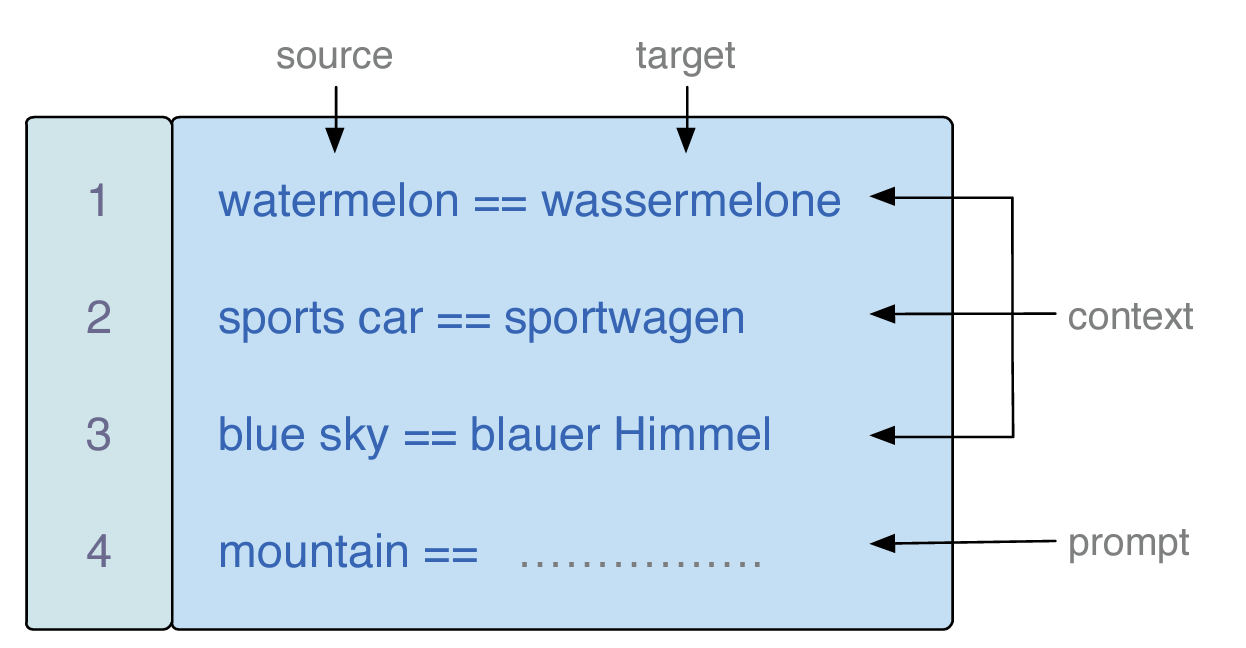 source target
1 watermelon == wassermelone
2 sports car == sportwagen
context
3 blue sky == blauer Himmel
4 mountain == ................
prompt